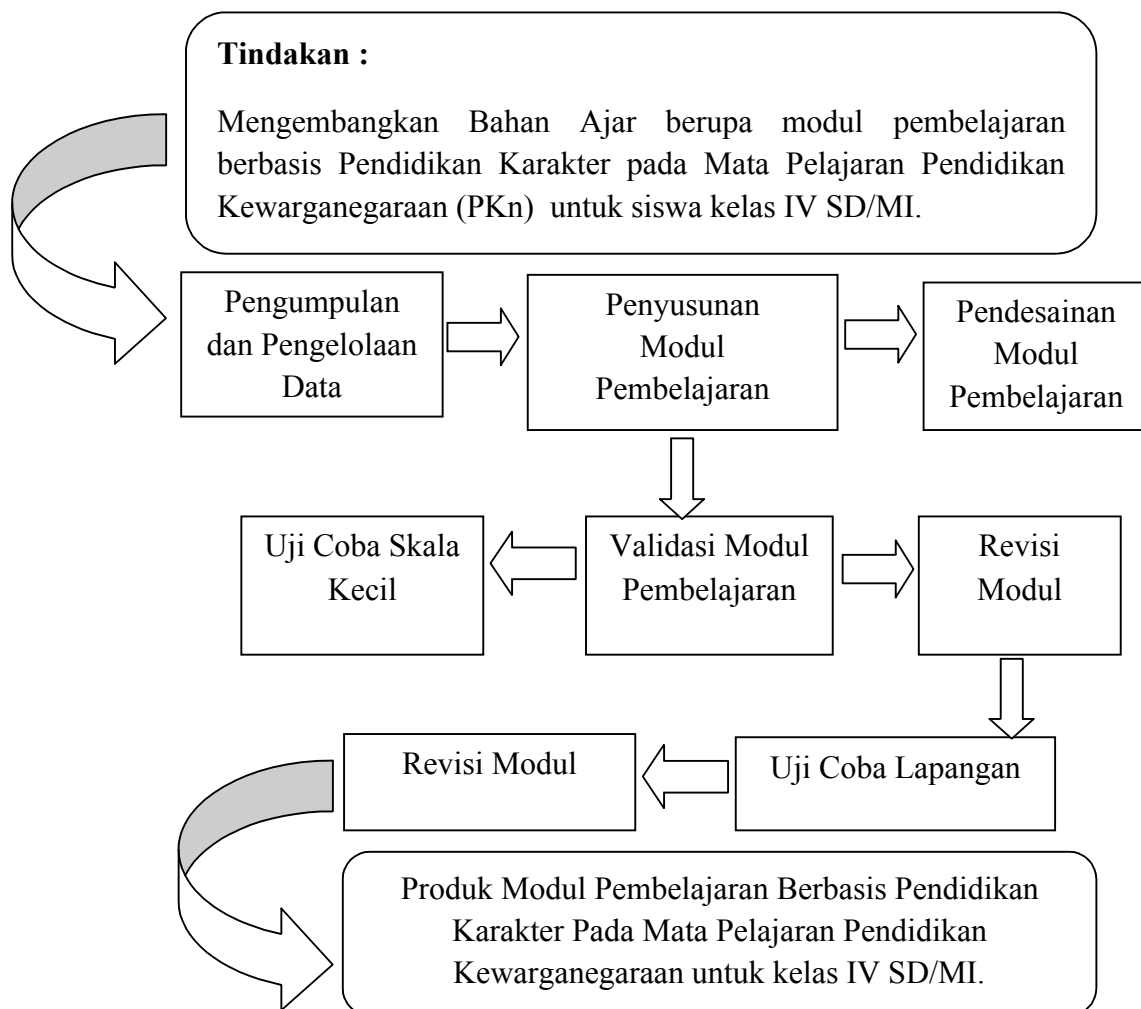 Tindakan :
Mengembangkan Bahan Ajar berupa modul pembelajaran
berbasis Pendidikan Karakter pada Mata Pelajaran Pendidikan
Kewarganegaraan (PKn) untuk siswa kelas IV SD/MI.
Pengumpulan
dan Pengelolaan
Data
Penyusunan
Modul
Pembelajaran
Pendesainan
Modul
Pembelajaran
Uji Coba Skala
Kecil
Validasi Modul
Pembelajaran
Revisi
Modul
Revisi Modul
Uji Coba Lapangan
Produk Modul Pembelajaran Berbasis Pendidikan
Karakter Pada Mata Pelajaran Pendidikan
Kewarganegaraan untuk kelas IV SD/MI.